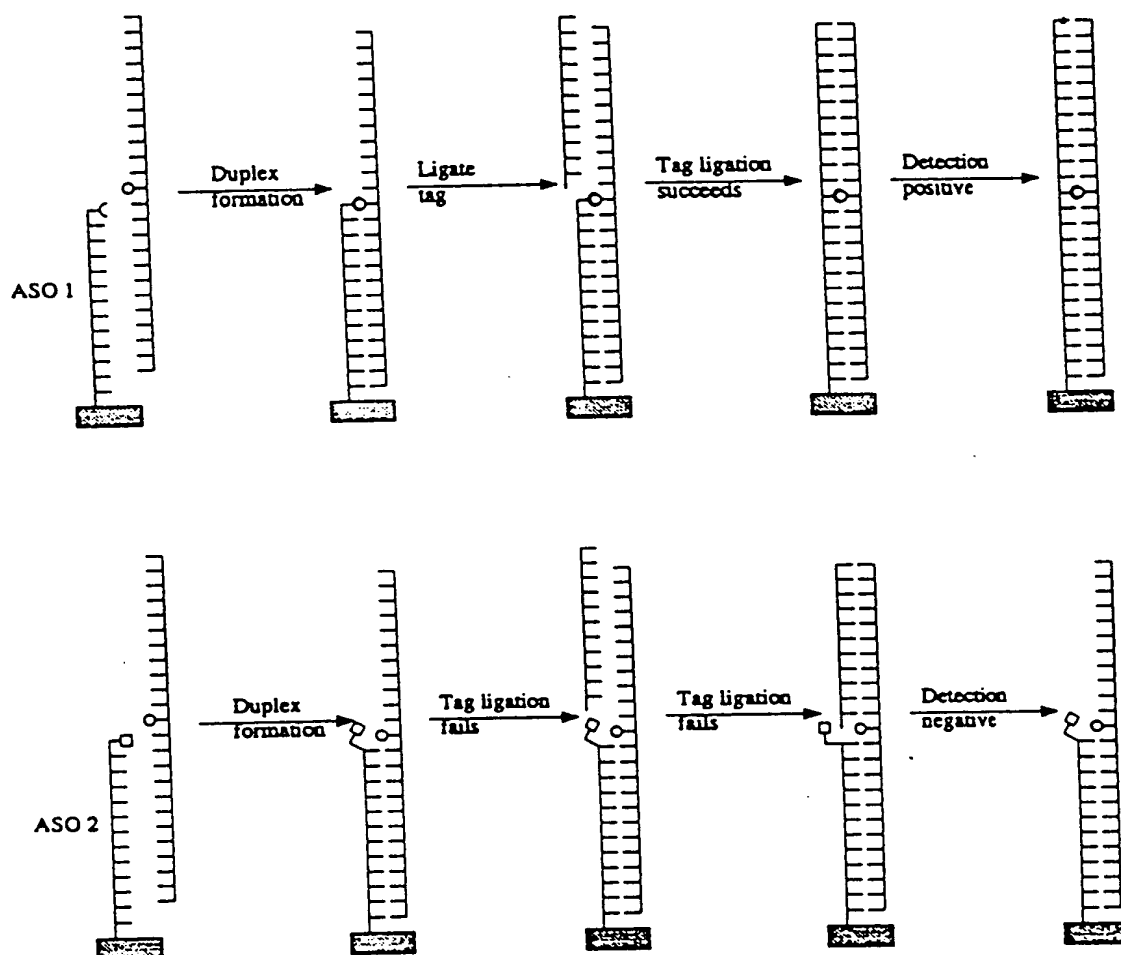 Duplex
formation
Ligate
tag
Tag ligation
succeeds
Detection
positive
ASO 1
Duplex
formation
Tag ligation
fails
Tag ligation
fails
Detection
negative
ASO 2